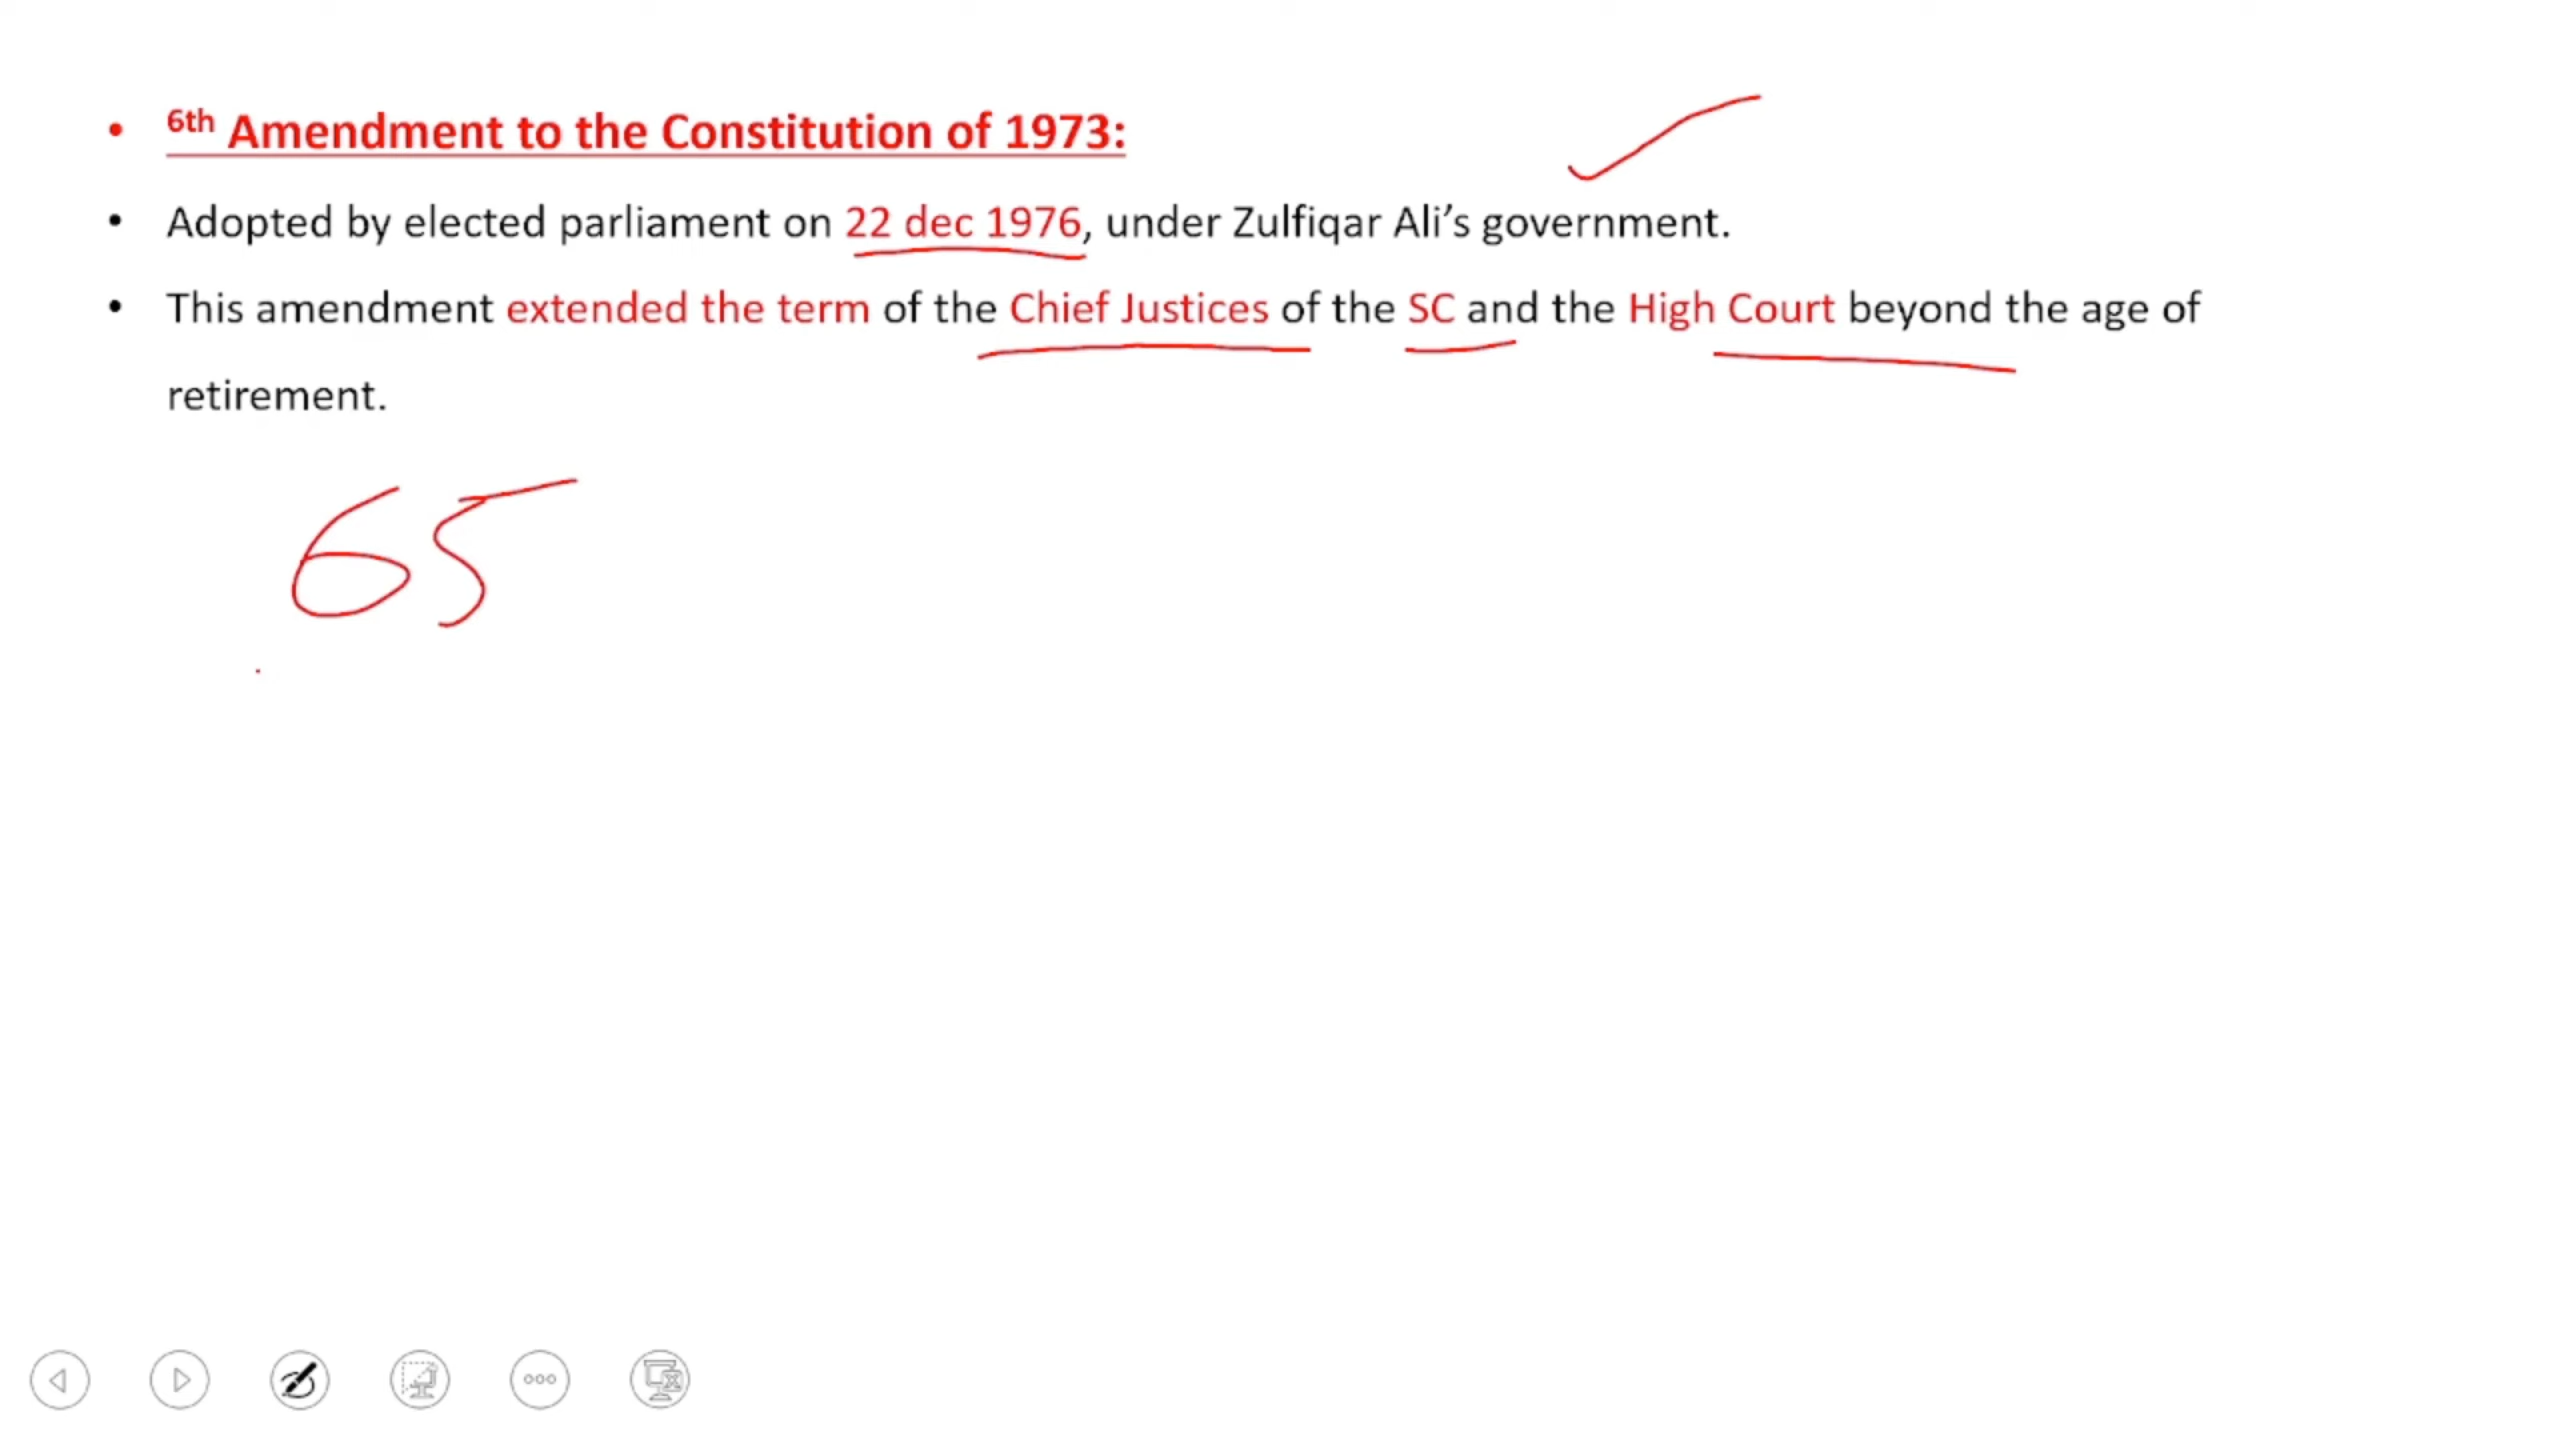 • 6th Amendment to the Constitution of 1973:
• Adopted by elected parliament on 22 dec 1976, under Zulfiqar Ali’s government.
• This amendment extended the term of the Chief Justices of the SC and the High Court beyond the age of
retirement.
65